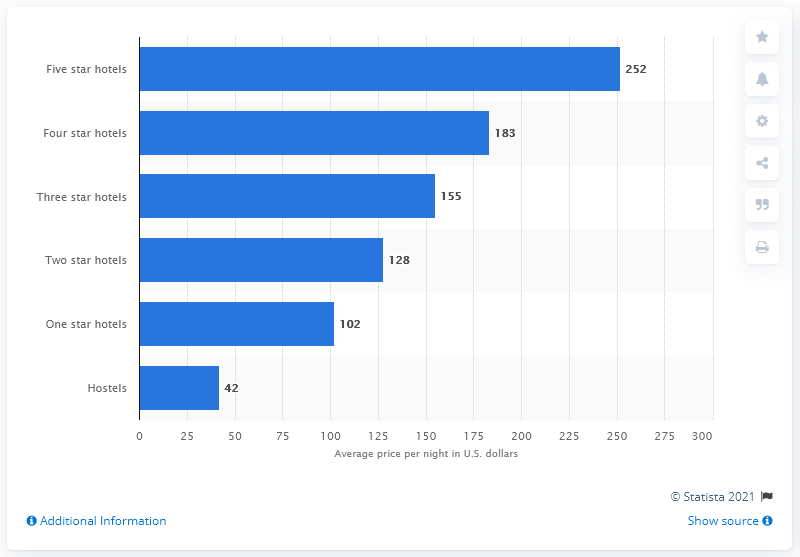 Five star hotels 252
Four star hotels 183
Three star hotels 155
Two star hotels 128
One star hotels 102
Hostels 42
0 25 50 75 100 125 150 175 200 225 250 275 300
Average price per night in U.S. dollars
© Statista 2021
Additional Information Show source